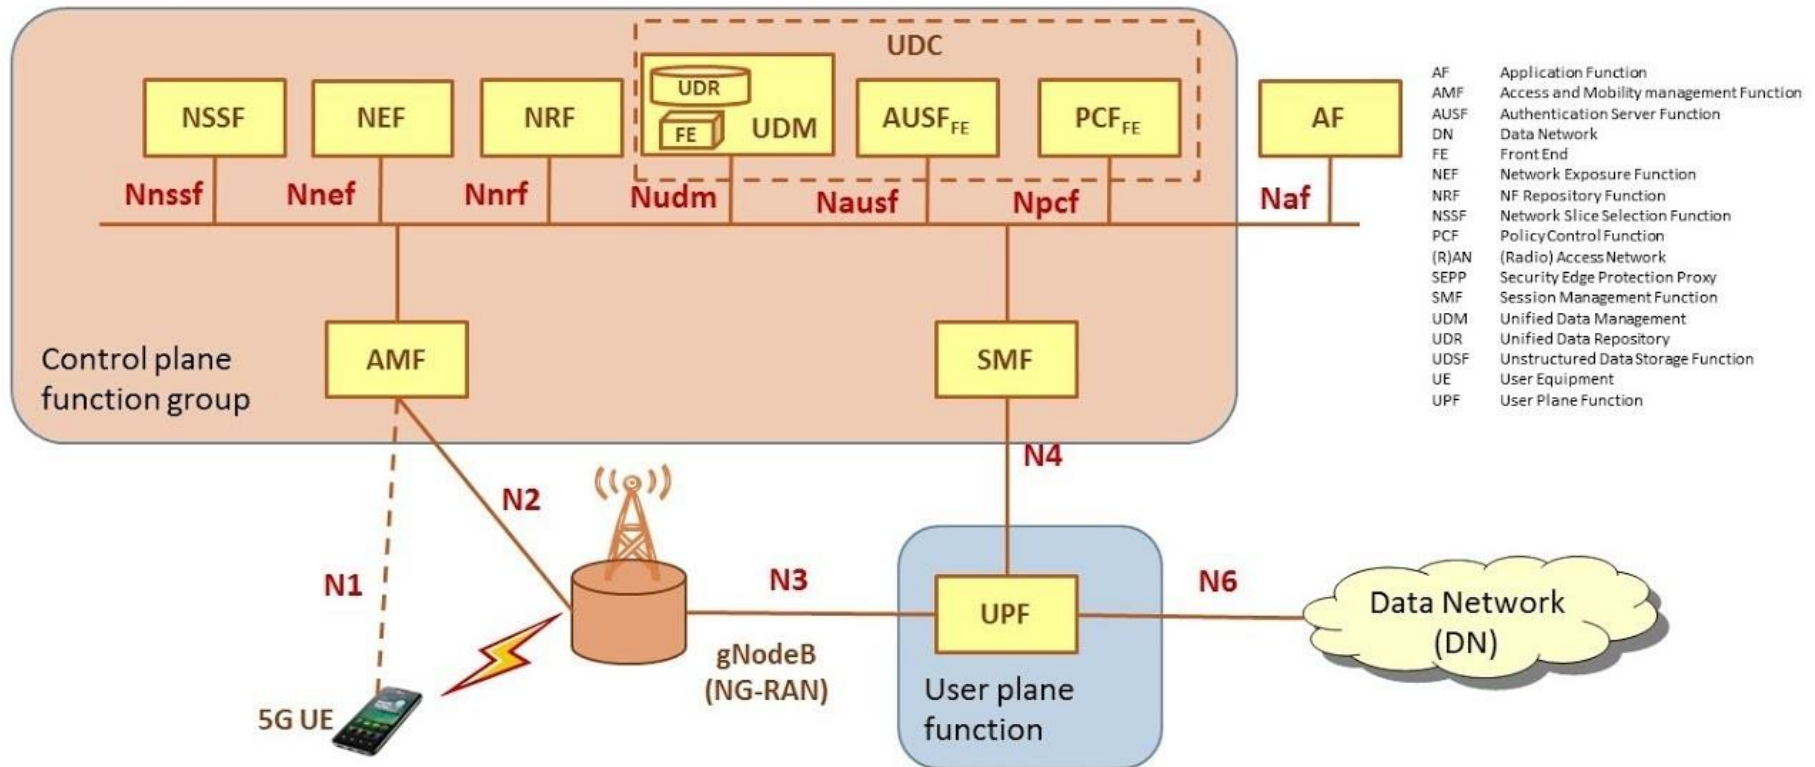 UDC
UDR
FE
UDM
NSSF
NEF
NRF
AUSFFE
PCFFE
AF
Nnssf
Nnef
Nnrf
Nudm
Nausf
Npcf
Naf
Control plane
function group
AMF
SMF
N1
N2
N4
N3
N6
5G UE
gNodeB
(NG-RAN)
UPF
User plane
function
Data Network
(DN)
AF Application Function
AMF Access and Mobility management Function
AUSF Authentication Server Function
DN Data Network
FE Front End
NEF Network Exposure Function
NRF NF Repository Function
NSSF Network Slice Selection Function
PCF Policy Control Function
(R)AN (Radio) Access Network
SEPP Security Edge Protection Proxy
SMF Session Management Function
UDM Unified Data Management
UDR Unified Data Repository
UDSF Unstructured Data Storage Function
UE User Equipment
UPF User Plane Function